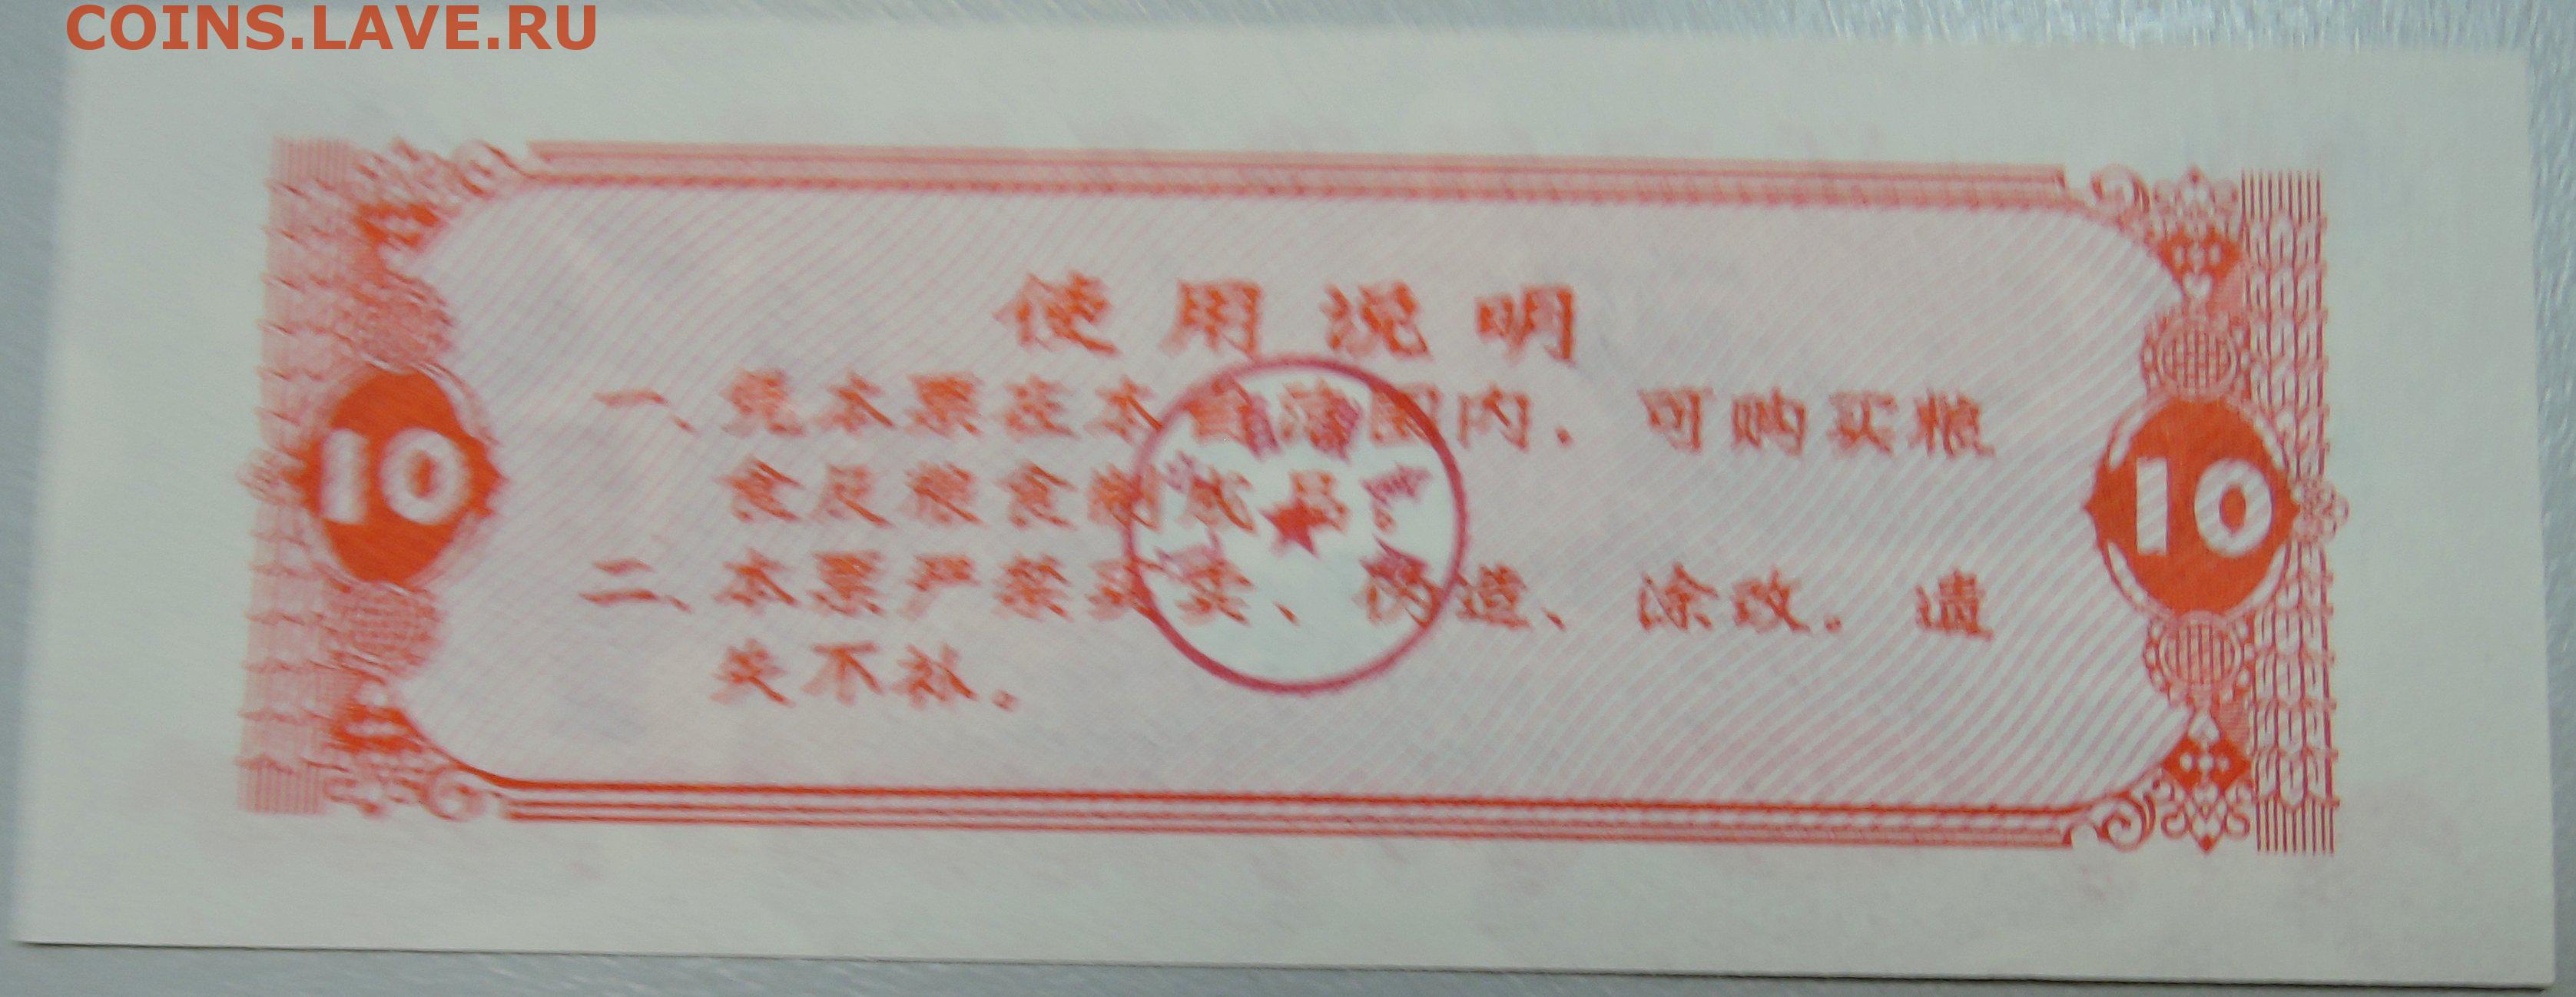 COINS.LAVE.RU
使用说明
一、凭本票在本省范围内，可购买粮
食及粮食制成品。
二、本票严禁买卖、伪造、涂改。遗
失不补。
10
10